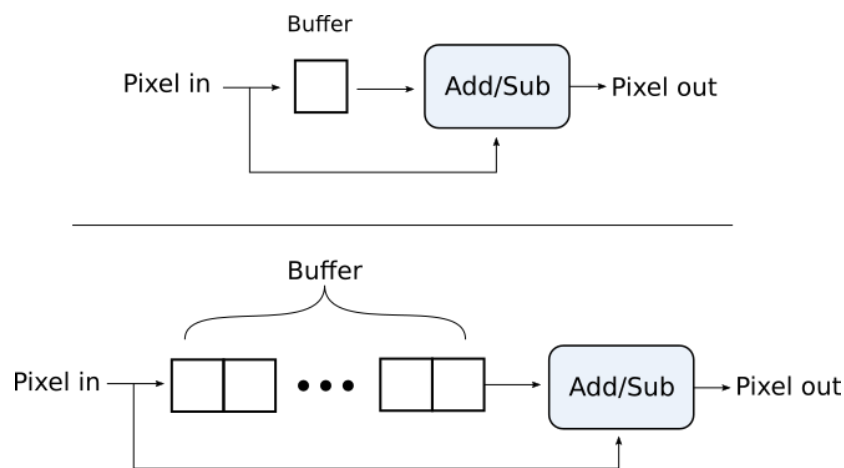 Buffer
Pixel in
Add/Sub
Pixel out
Buffer
Pixel in
Add/Sub
Pixel out